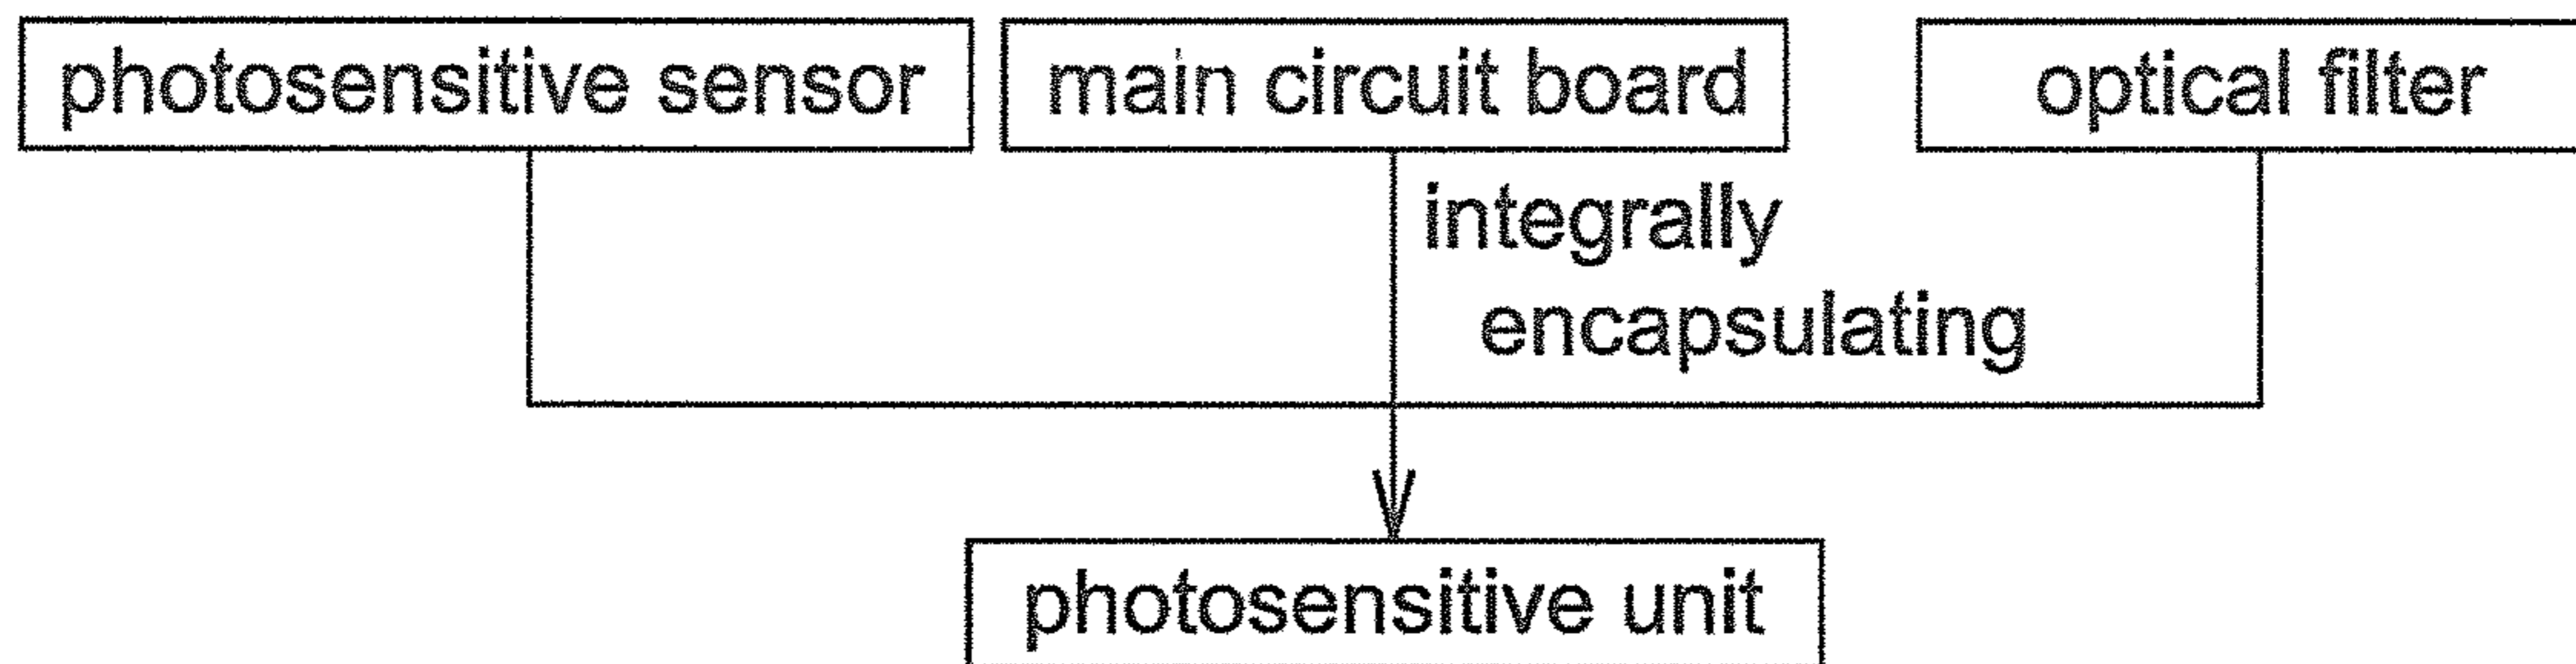 photosensitive sensor
main circuit board
optical filter
integrally
encapsulating
photosensitive unit